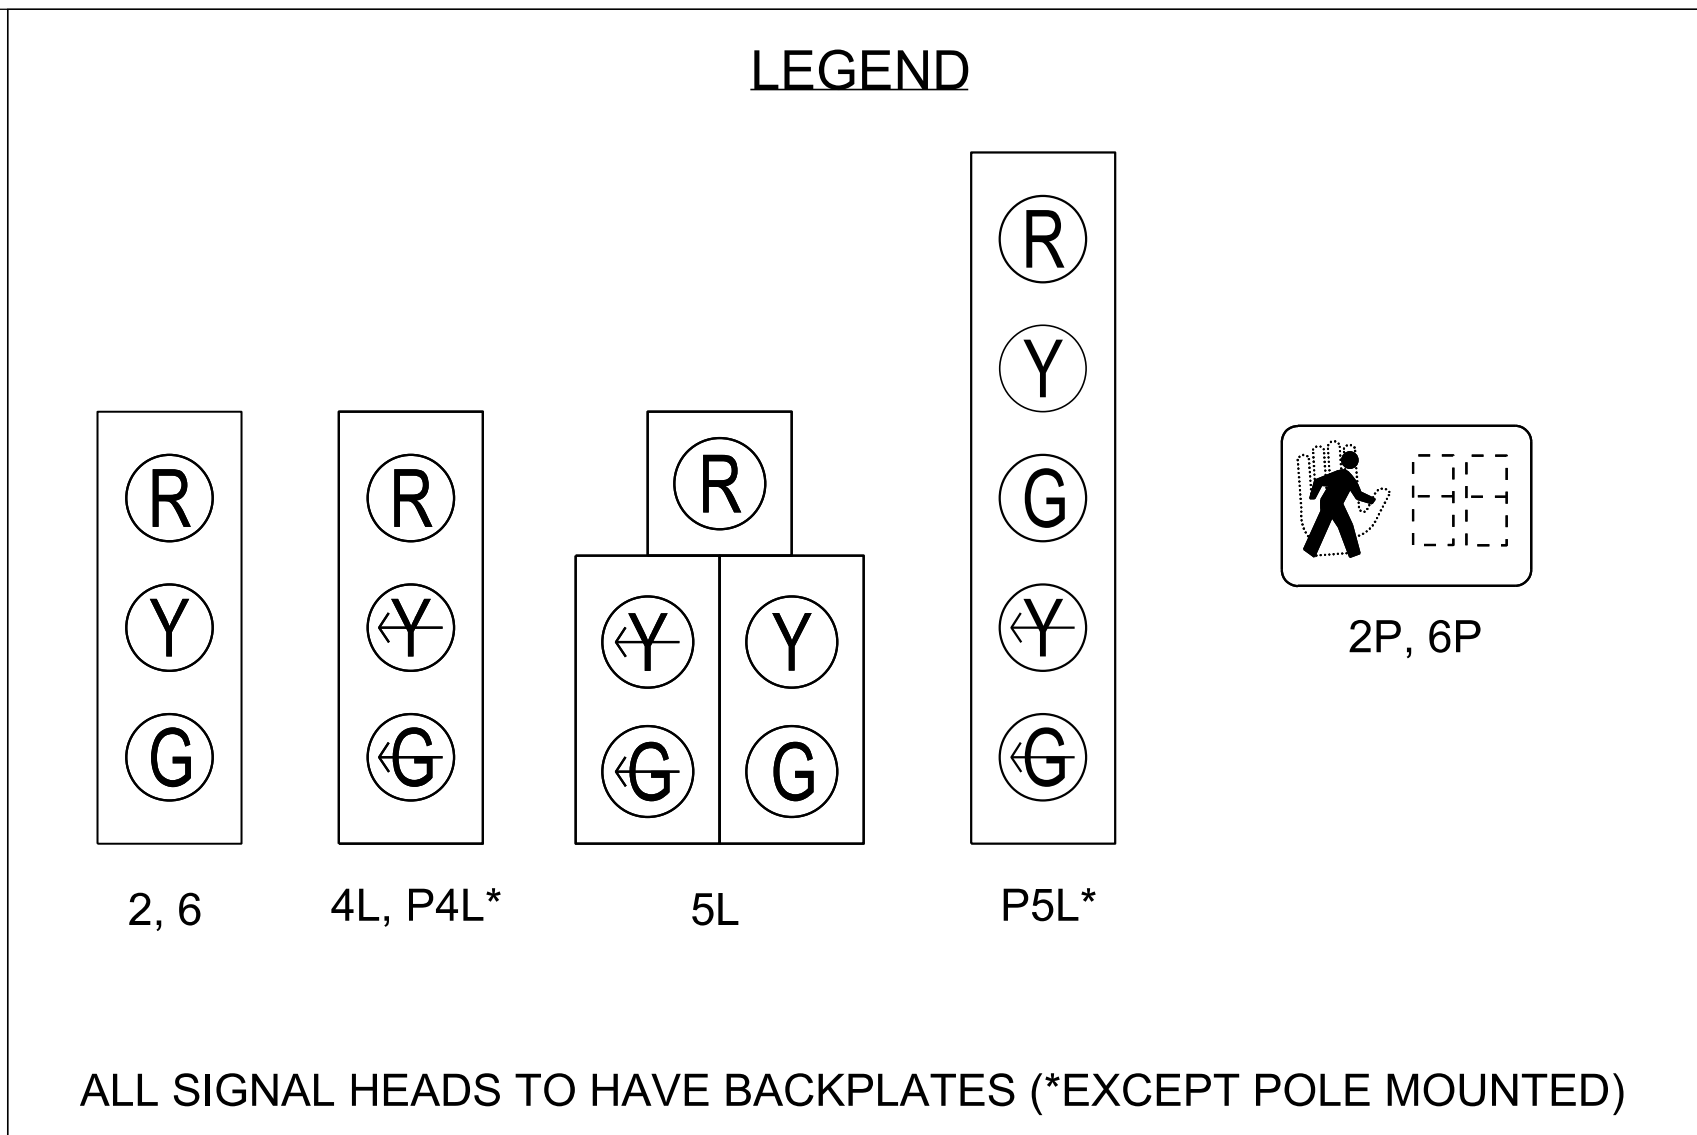 LEGEND
R
Y
G
2, 6
R
Y
G
4L, P4L*
R
Y Y
G G
5L
R
Y
G
Y
G
P5L*
2P, 6P
ALL SIGNAL HEADS TO HAVE BACKPLATES (*EXCEPT POLE MOUNTED)